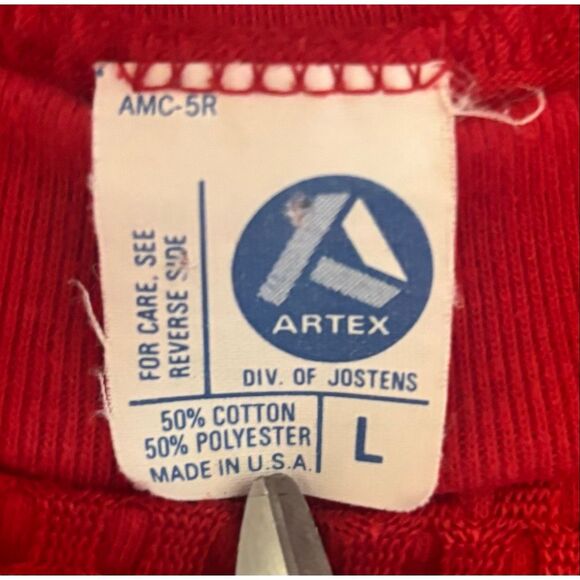 AMC-5R
FOR CARE, SEE
REVERSE SIDE
ARTEX
DIV. OF JOSTENS
50% COTTON
50% POLYESTER
MADE IN U.S.A.
L